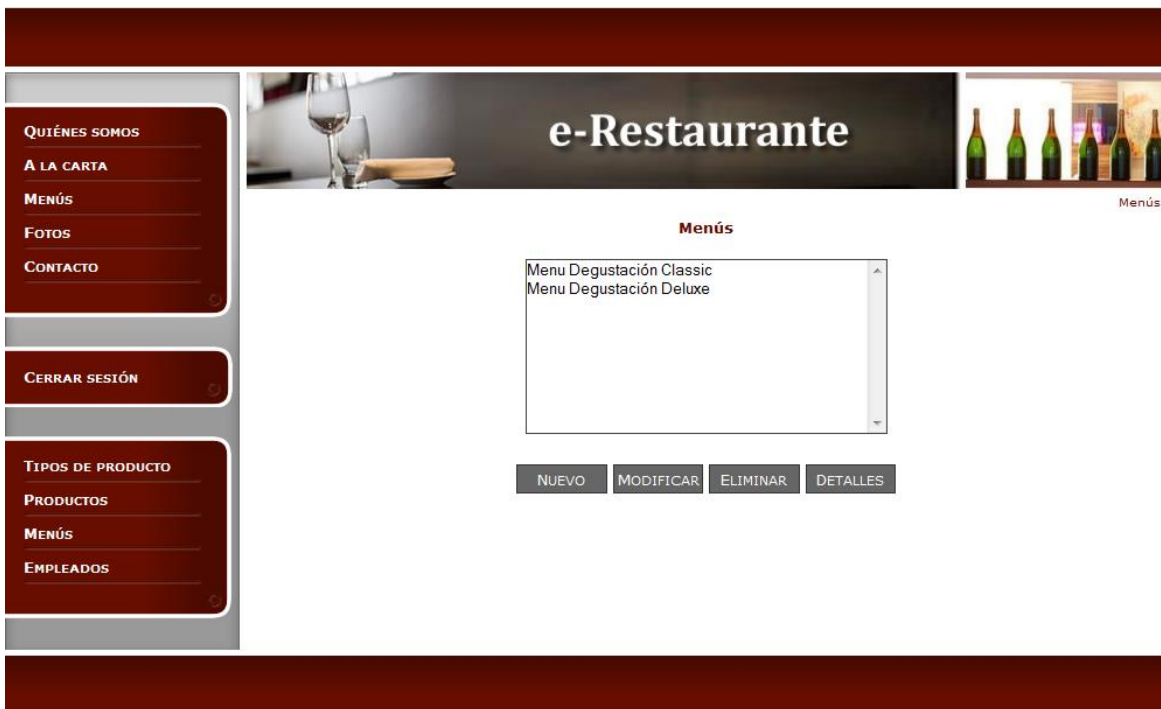 e-Restaurante
QUIÉNES SOMOS
A LA CARTA
MENÚS
FOTOS
CONTACTO
CERRAR SESIÓN
TIPOS DE PRODUCTO
PRODUCTOS
MENÚS
EMPLEADOS
Menús
Menús
Menu Degustación Classic
Menu Degustación Deluxe
NUEVO
MODIFICAR
ELIMINAR
DETALLES